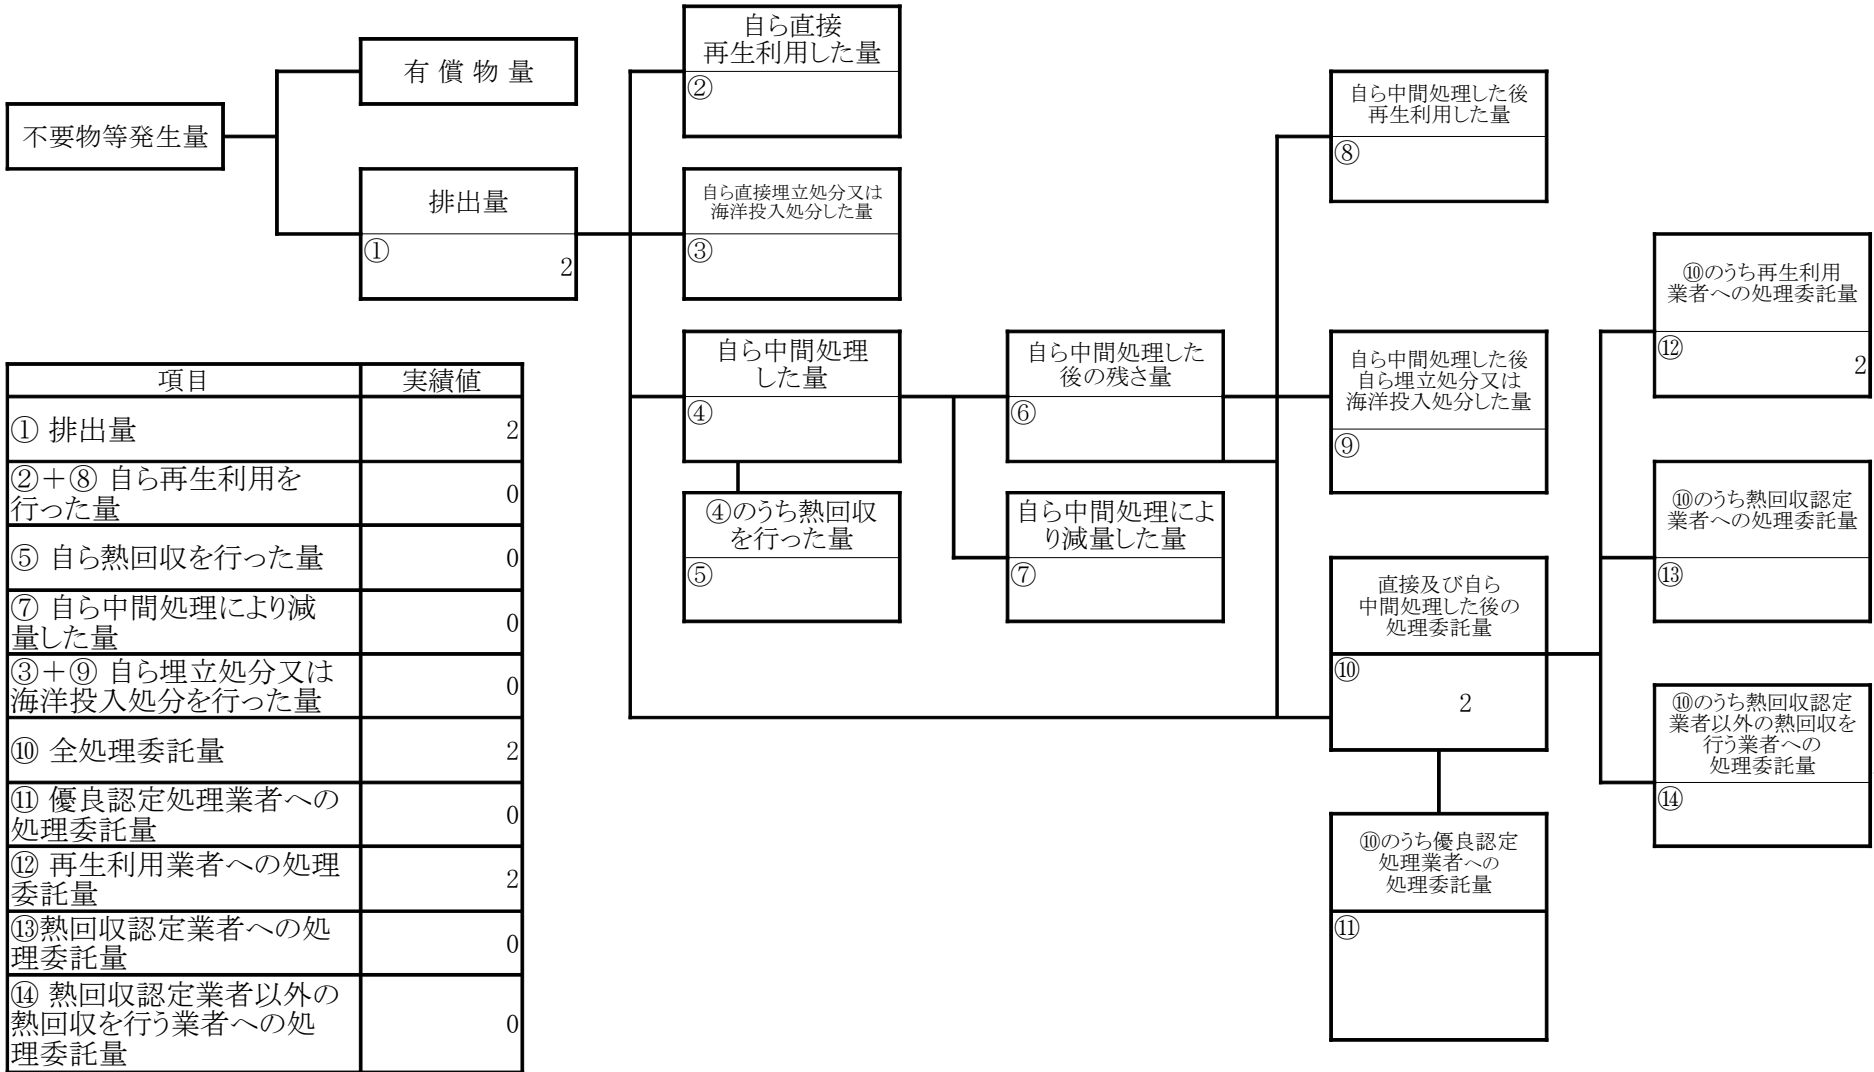 不要物等発生量
有 償 物 量
排出量
①
2
自ら直接
再生利用した量
②
自ら直接埋立処分又は
海洋投入処分した量
③
自ら中間処理
した量
④
④のうち熱回収
を行った量
⑤
自ら中間処理した
後の残さ量
⑥
自ら中間処理によ
り減量した量
⑦
自ら中間処理した後
再生利用した量
⑧
自ら中間処理した後
自ら埋立処分又は
海洋投入処分した量
⑨
直接及び自ら
中間処理した後の
処理委託量
⑩
2
⑩のうち優良認定
処理業者への
処理委託量
⑪
⑩のうち再生利用
業者への処理委託量
⑫
2
⑩のうち熱回収認定
業者への処理委託量
⑬
⑩のうち熱回収認定
業者以外の熱回収を
行う業者への
処理委託量
⑭
項目 実績値
① 排出量 2
②+⑧ 自ら再生利用を
行った量 0
⑤ 自ら熱回収を行った量 0
⑦ 自ら中間処理により減
量した量 0
③+⑨ 自ら埋立処分又は
海洋投入処分を行った量 0
⑩ 全処理委託量 2
⑪ 優良認定処理業者への
処理委託量 0
⑫ 再生利用業者への処理
委託量 2
⑬熱回収認定業者への処
理委託量 0
⑭ 熱回収認定業者以外の
熱回収を行う業者への処
理委託量 0